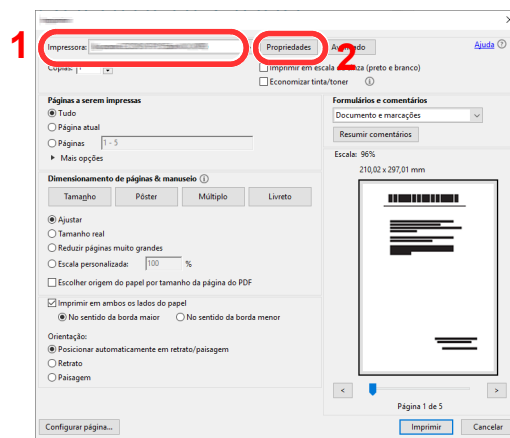 1
Impressora:
Propriedades
2
Avançado
Ajuda
Cópias: 1
Imprimir em escala de cinza (preto e branco)
Economizar tinta/toner
Páginas a serem impressas
Tudo
Página atual
Páginas 1 - 5
Mais opções
Formulários e comentários
Documento e marcações
Resumir comentários
Escala: 96%
210,02 x 297,01 mm
Dimensionamento de páginas & manuseio
Tamanho Pôster Múltiplo Livreto
Ajustar
Tamanho real
Reduzir páginas muito grandes
Escala personalizada: 100 %
Escolher origem do papel por tamanho da página do PDF
Imprimir em ambos os lados do papel
No sentido da borda maior No sentido da borda menor
Orientação:
Posicionar automaticamente em retrato/paisagem
Retrato
Paisagem
< >
Página 1 de 5
Configurar página... Imprimir Cancelar